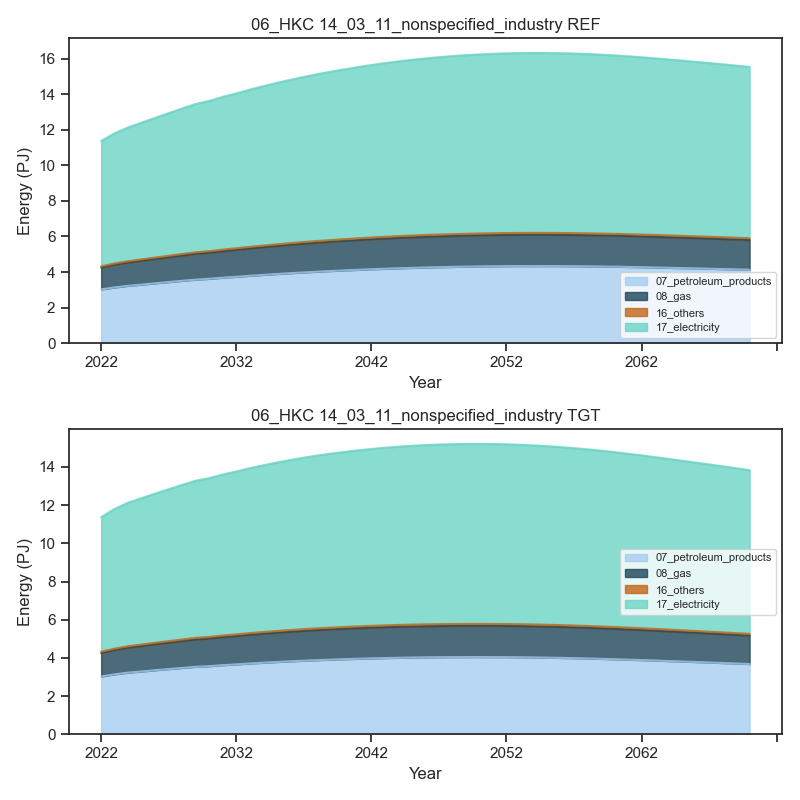 06_HKC 14_03_11_nonspecified_industry REF
Energy (PJ)
16
14
12
10
8
6
4
2
0
07_petroleum_products
08_gas
16_others
17_electricity
2022 2032 2042 2052 2062
Year
06_HKC 14_03_11_nonspecified_industry TGT
Energy (PJ)
14
12
10
8
6
4
2
0
07_petroleum_products
08_gas
16_others
17_electricity
2022 2032 2042 2052 2062
Year